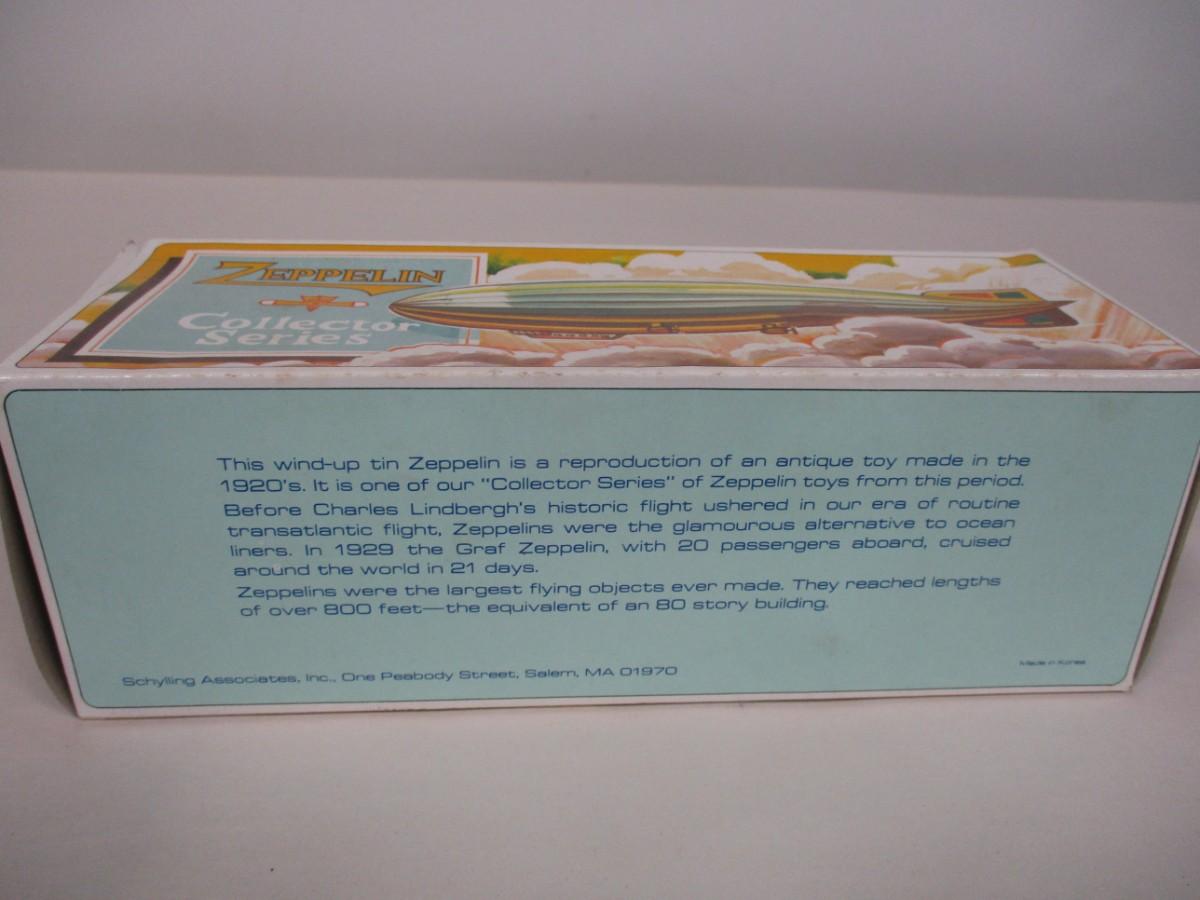 ZEPPELIN
Collector
Series
This wind-up tin Zeppelin is a reproduction of an antique toy made in the
1920's. It is one of our "Collector Series" of Zeppelin toys from this period.
Before Charles Lindbergh's historic flight ushered in our era of routine
transatlantic flight, Zeppelins were the glamourous alternative to ocean
liners. In 1929 the Graf Zeppelin, with 20 passengers aboard, cruised
around the world in 21 days.
Zeppelins were the largest flying objects ever made. They reached lengths
of over 800 feet—the equivalent of an 80 story building.
Made in Korea
Schylling Associates, Inc., One Peabody Street, Salem, MA 01970